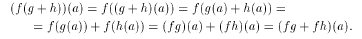 (f(g + h))(a) = f((g + h)(a)) = f(g(a) + h(a)) =
= f(g(a)) + f(h(a)) = (fg)(a) + (fh)(a) = (fg + fh)(a).